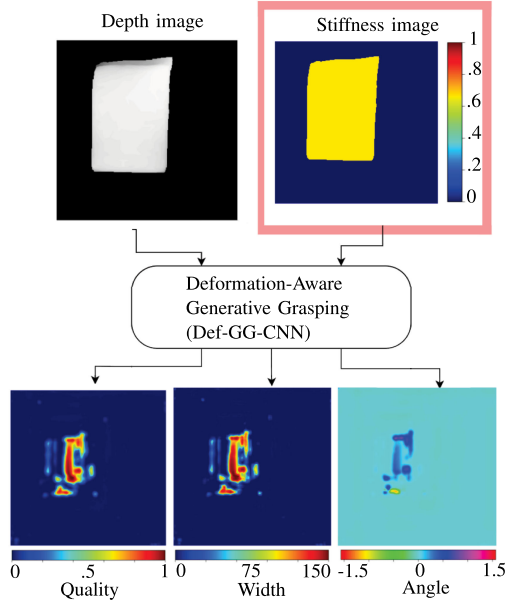 Depth image
Stiffness image
1
.8
.6
.4
.2
0
Deformation-Aware
Generative Grasping
(Def-GG-CNN)
0 .5 1
Quality
0 75 150
Width
-1.5 0 1.5
Angle